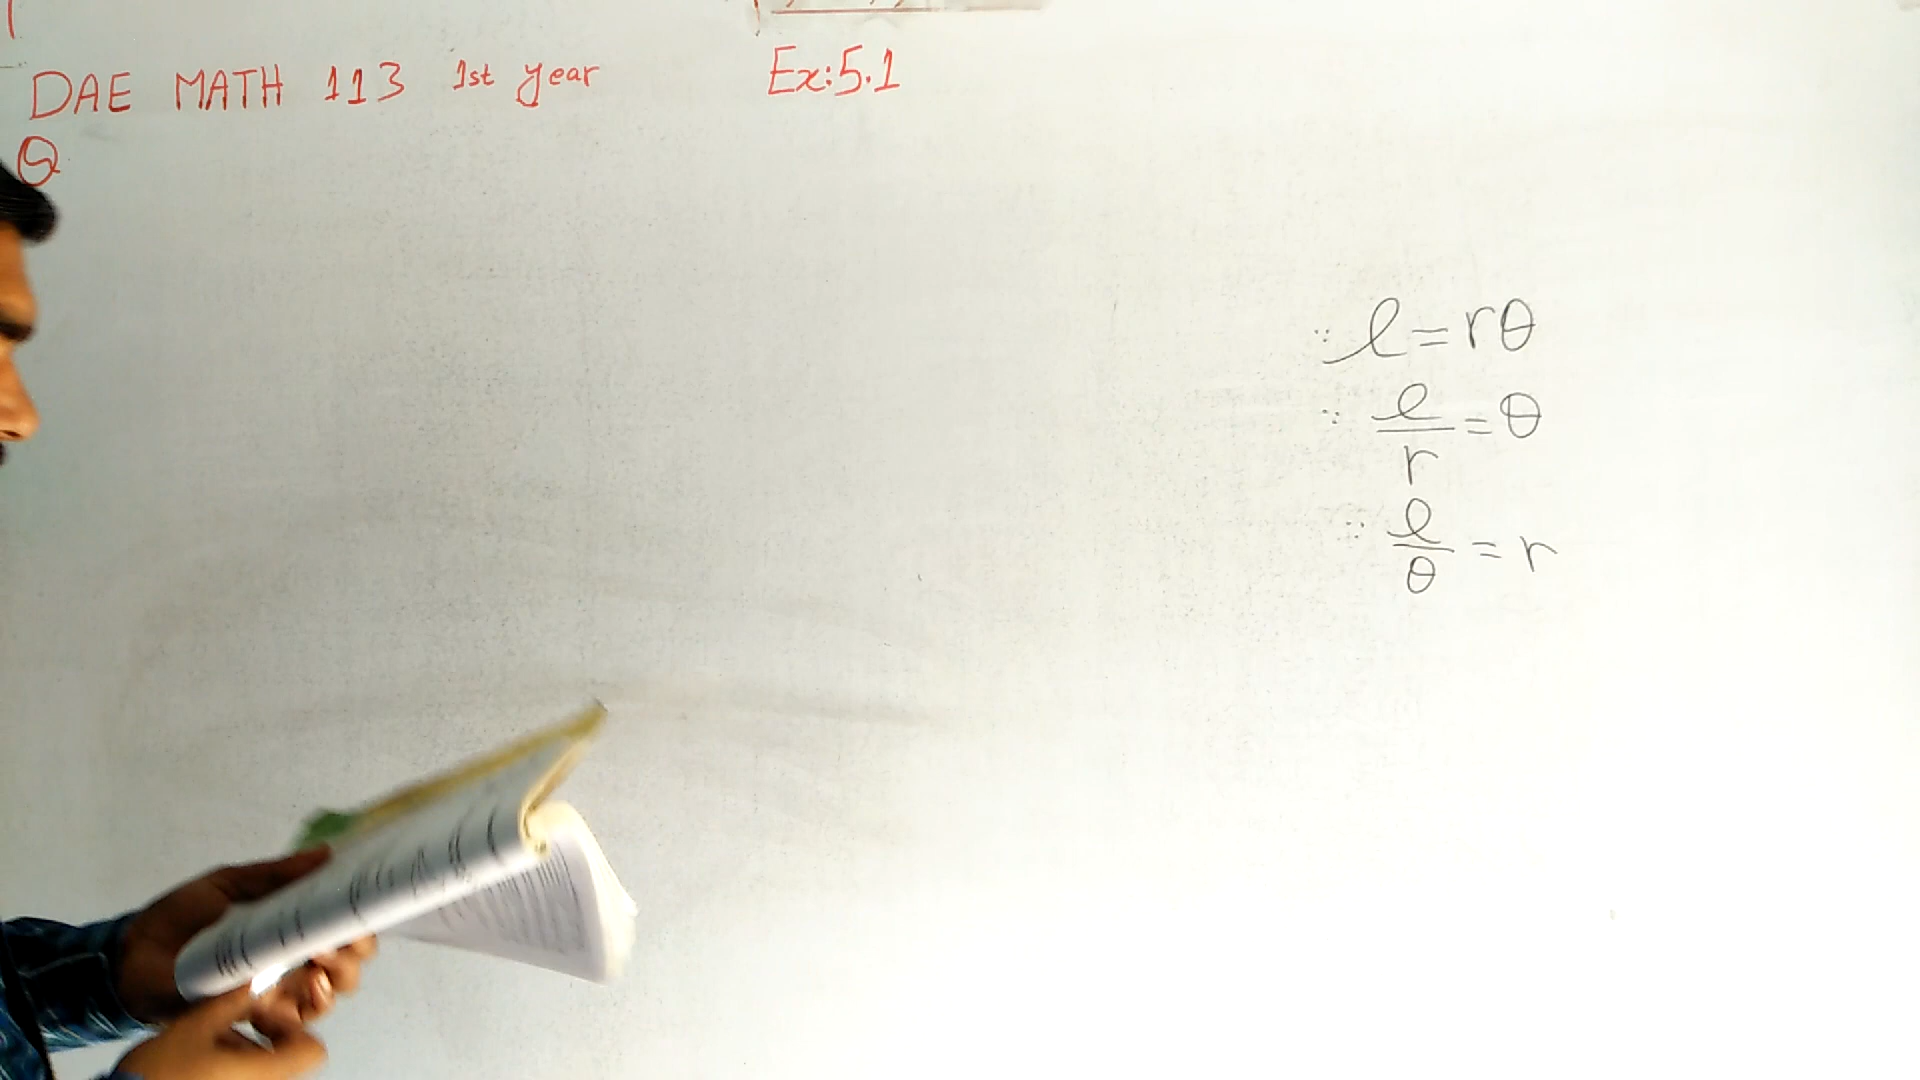 DAE MATH 113 1st year Ex:5.1
Q
∵ l = rθ
∵ l/r = θ
∵ l/θ = r